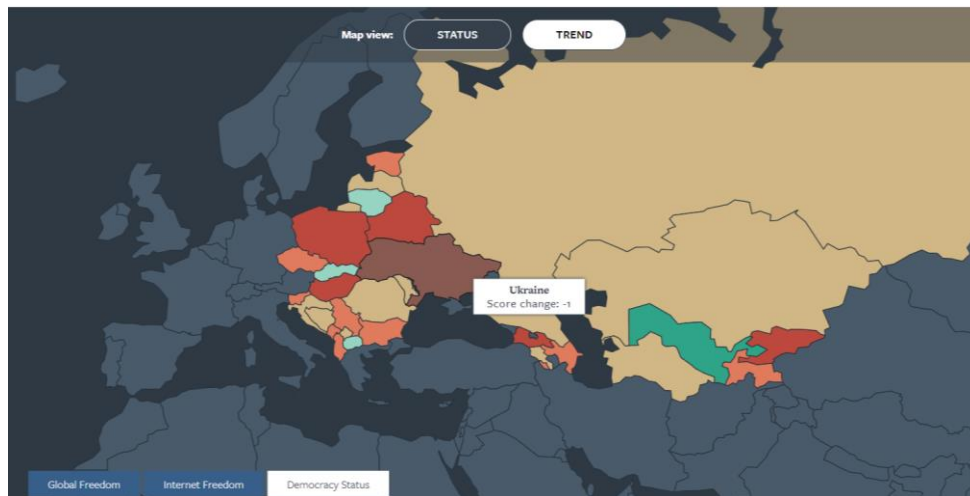 Map view: STATUS TREND
Ukraine
Score change: -1
Global Freedom Internet Freedom Democracy Status